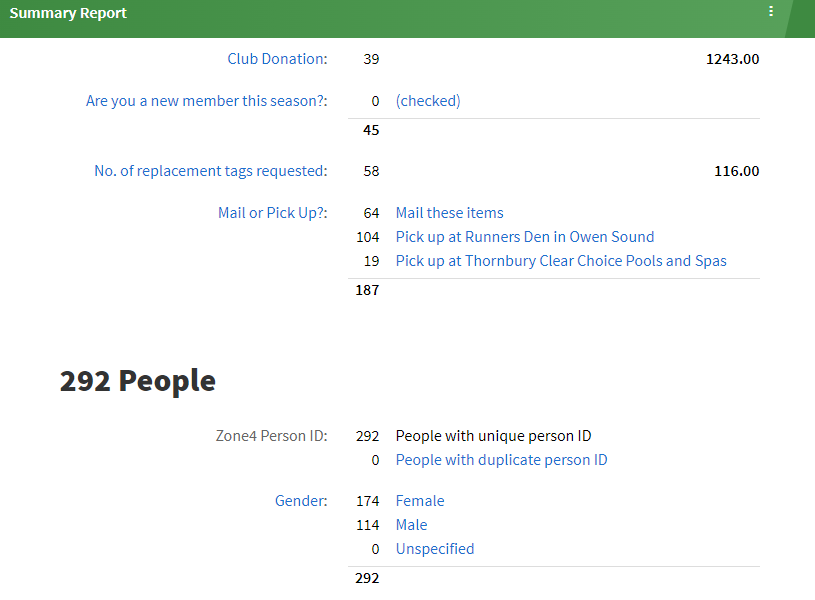 Summary Report
Club Donation: 39 1243.00
Are you a new member this season?: 0 (checked)
45
No. of replacement tags requested: 58 116.00
Mail or Pick Up?: 64 Mail these items
104 Pick up at Runners Den in Owen Sound
19 Pick up at Thornbury Clear Choice Pools and Spas
187
292 People
Zone4 Person ID: 292 People with unique person ID
0 People with duplicate person ID
Gender: 174 Female
114 Male
0 Unspecified
292